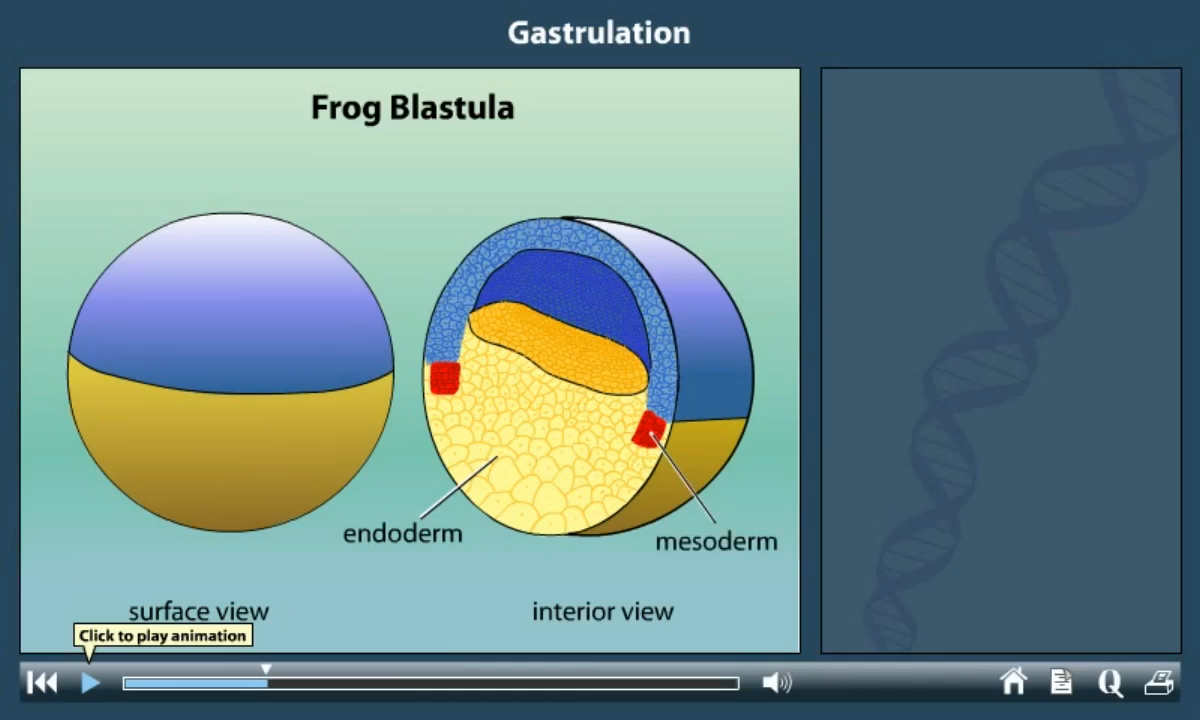 Gastrulation
Frog Blastula
endoderm
mesoderm
surface view
interior view
Click to play animation
Q